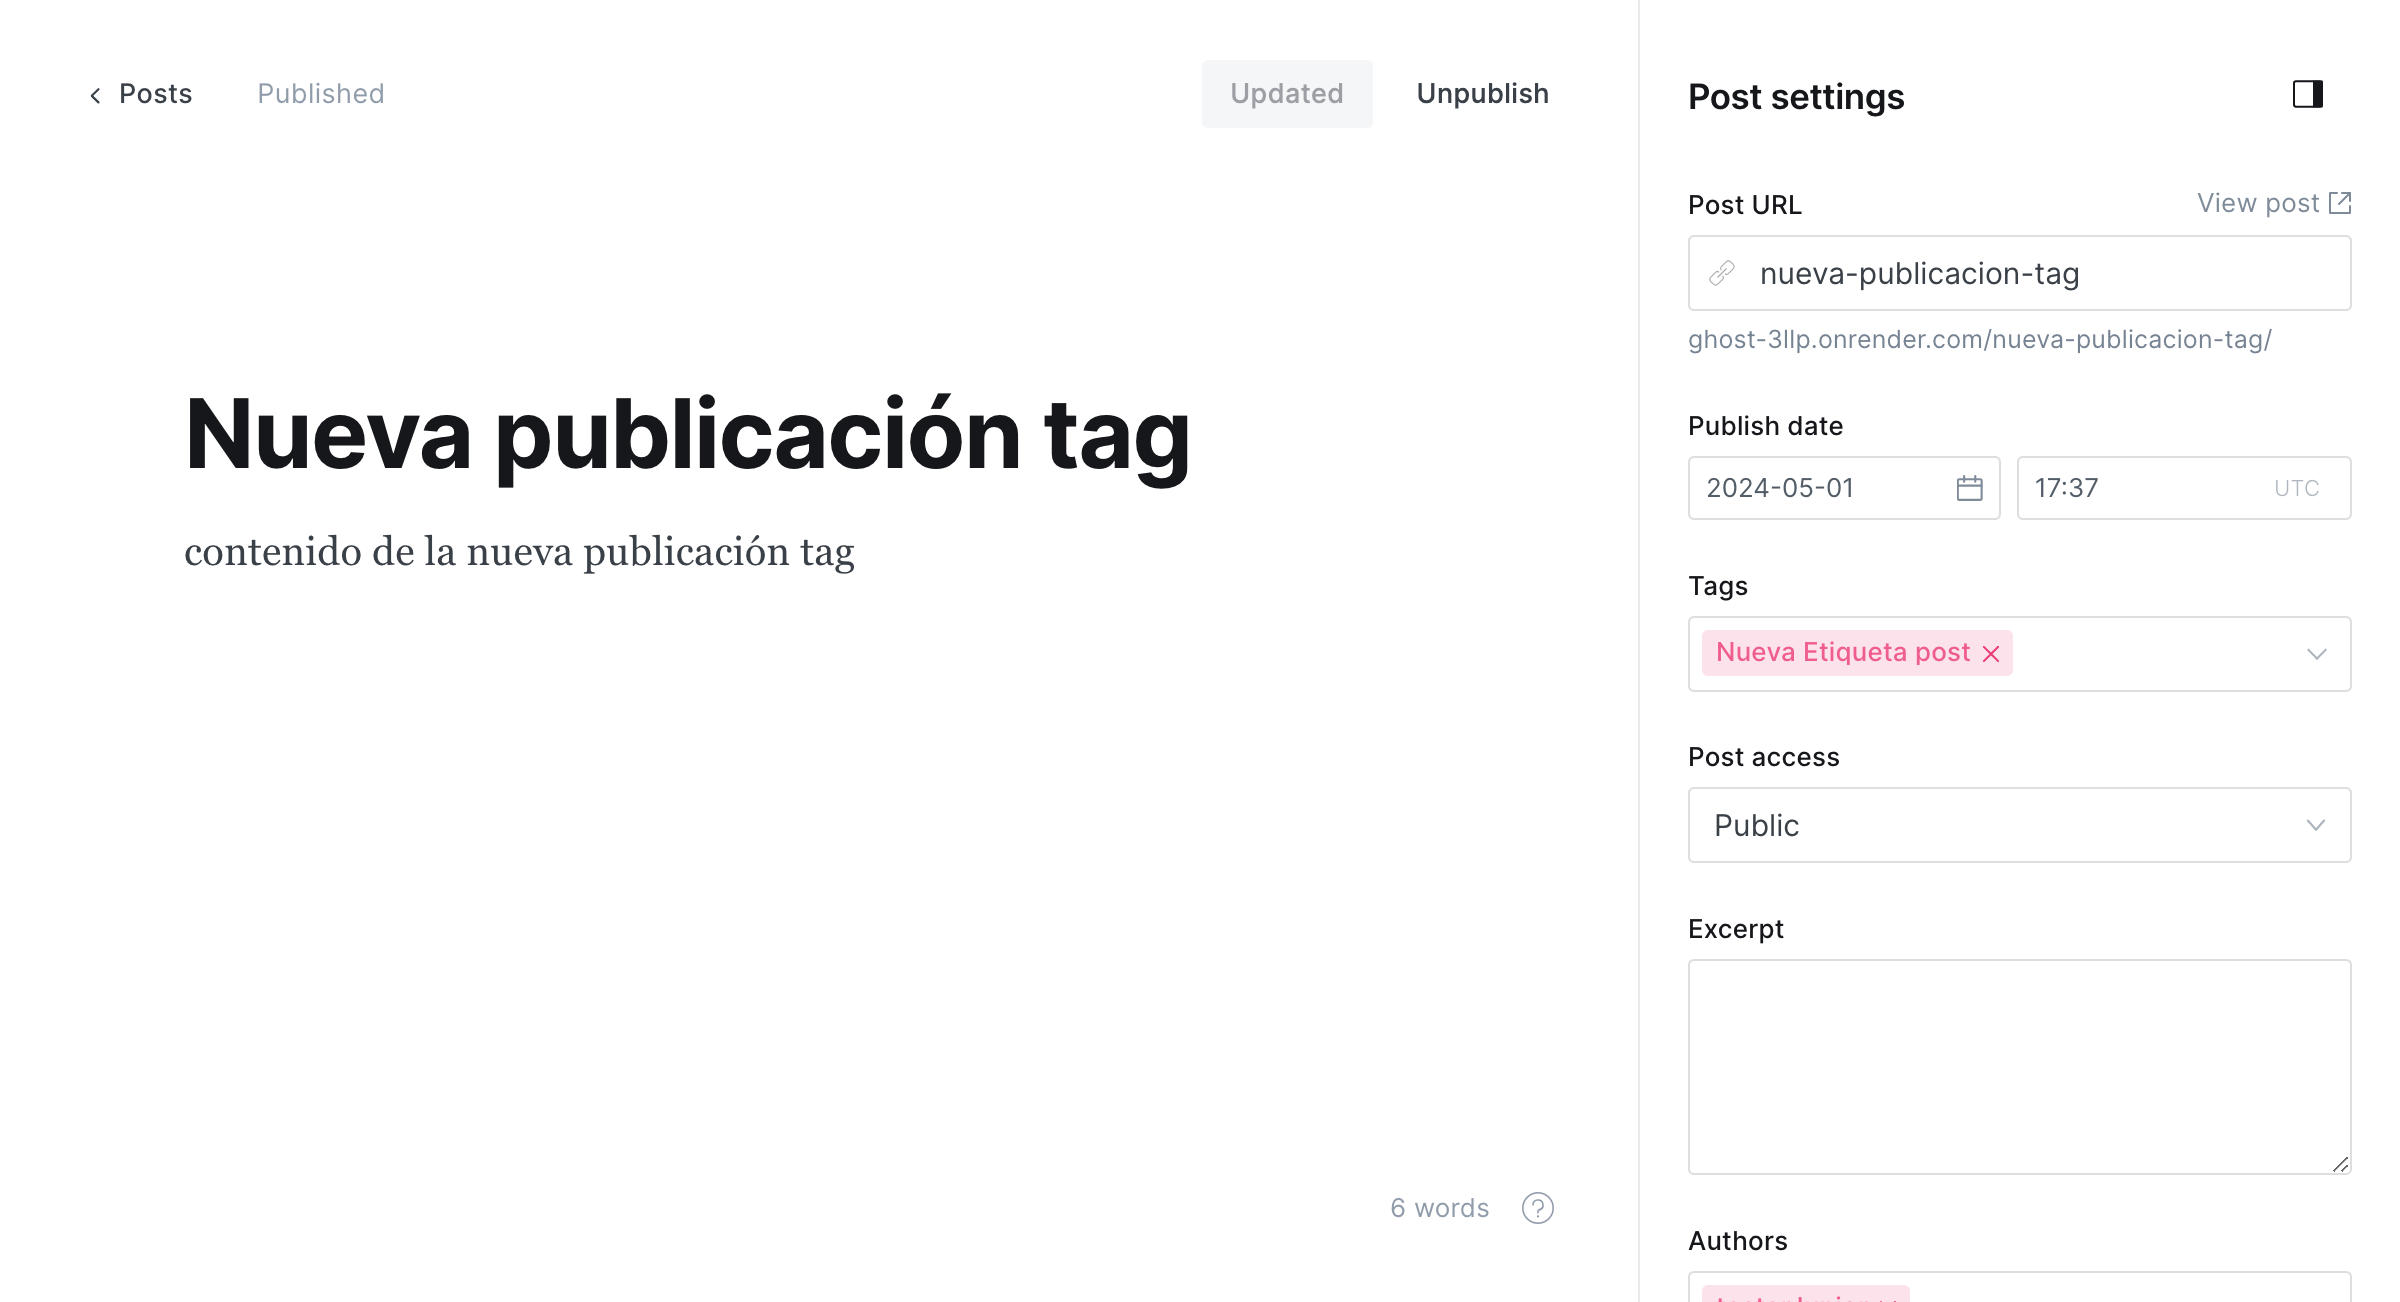 Posts
Published
Updated
Unpublish
Nueva publicación tag
contenido de la nueva publicación tag
6 words
?
Post settings
Post URL
View post
nueva-publicacion-tag
ghost-3llp.onrender.com/nueva-publicacion-tag/
Publish date
2024-05-01
17:37
UTC
Tags
Nueva Etiqueta post
Post access
Public
Excerpt
Authors